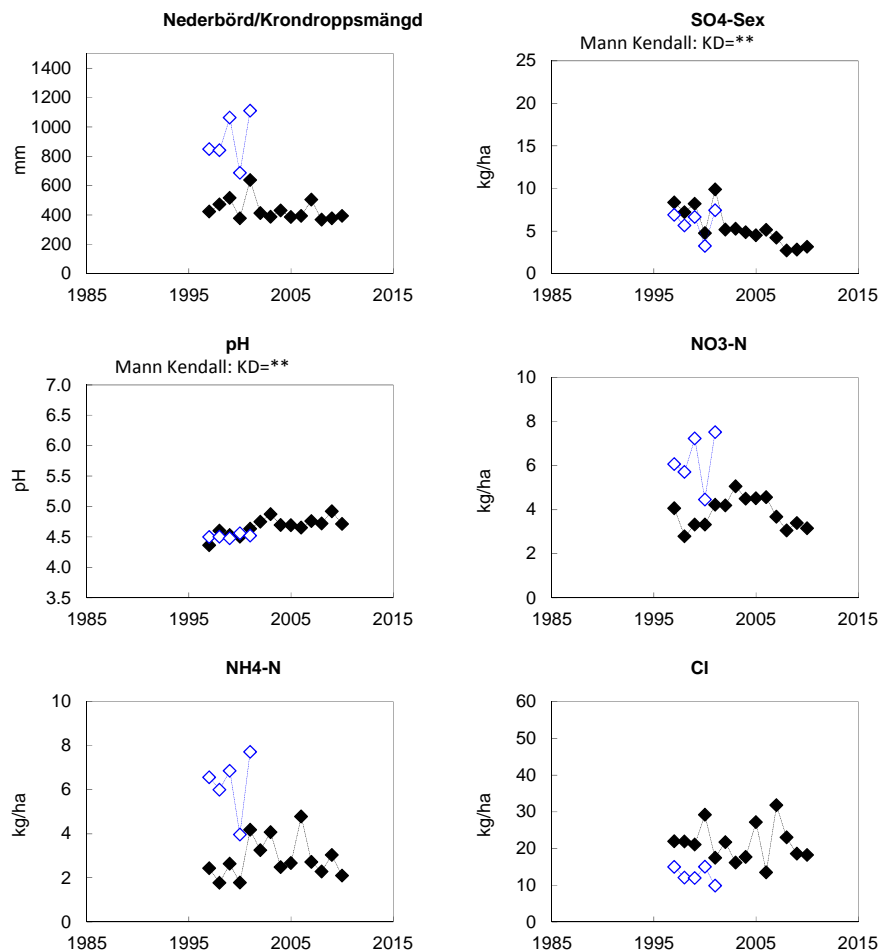 Nederbörd/Krondroppsmängd
1400
1200
1000
800
600
400
200
0
mm
1985 1995 2005 2015
SO4-Sex
Mann Kendall: KD=**
25
20
15
10
5
0
kg/ha
1985 1995 2005 2015
pH
Mann Kendall: KD=**
7.0
6.5
6.0
5.5
5.0
4.5
4.0
3.5
pH
1985 1995 2005 2015
NO3-N
10
8
6
4
2
0
kg/ha
1985 1995 2005 2015
NH4-N
10
8
6
4
2
0
kg/ha
1985 1995 2005 2015
Cl
60
50
40
30
20
10
0
kg/ha
1985 1995 2005 2015